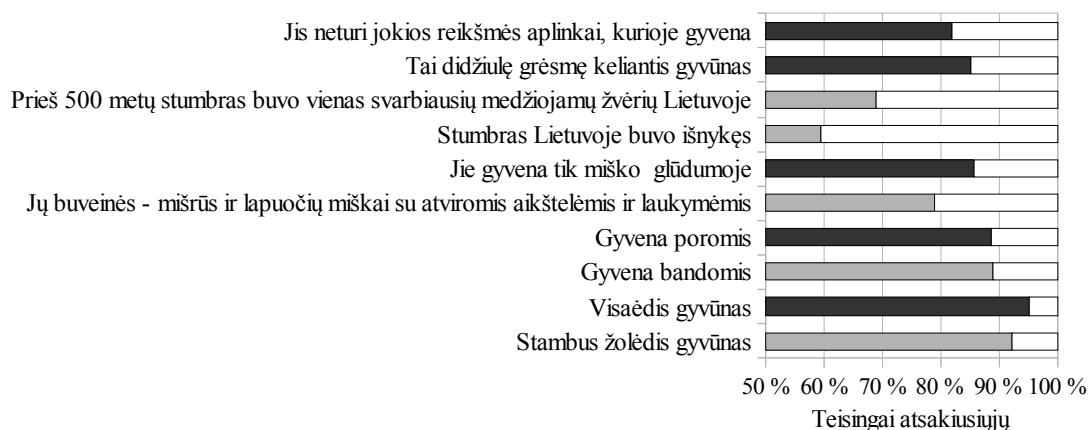 Jis neturi jokios reikšmės aplinkai, kurioje gyvena
Tai didžiulę grėsmę keliantis gyvūnas
Prieš 500 metų stumbras buvo vienas svarbiausių medžiojamų žvėrių Lietuvoje
Stumbras Lietuvoje buvo išnykęs
Jie gyvena tik miško glūdumoje
Jų buveinės - mišrūs ir lapuočių miškai su atviromis aikštelėmis ir laukymėmis
Gyvena poromis
Gyvena bandomis
Visaėdis gyvūnas
Stambus žolėdis gyvūnas
50 % 60 % 70 % 80 % 90 % 100 %
Teisingai atsakiusiųjų